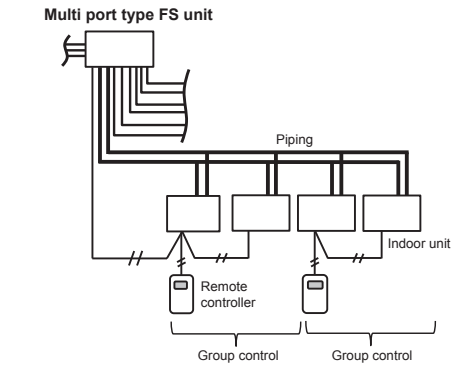 Multi port type FS unit
Piping
Indoor unit
Remote
controller
Group control
Group control